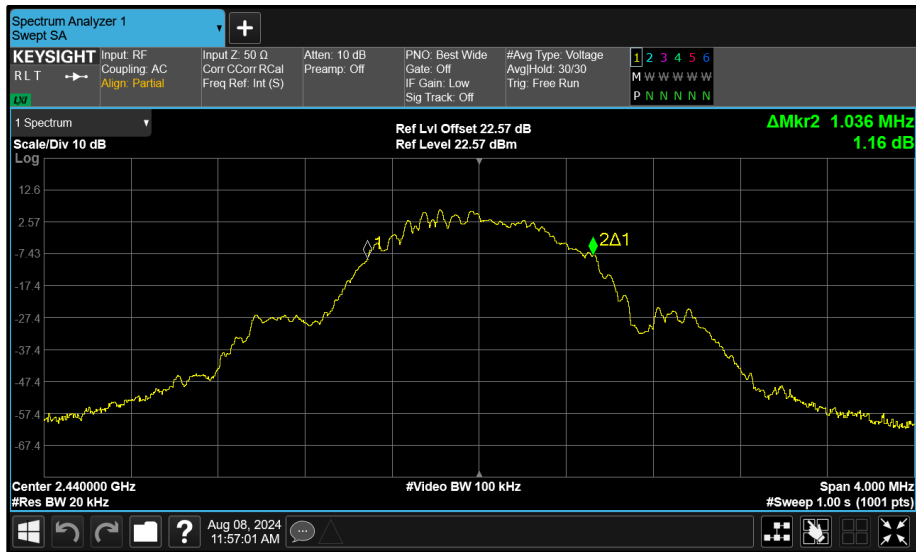 Spectrum Analyzer 1
Swept SA
+
KEYSIGHT Input: RF Input Z: 50 Ω Atten: 10 dB PNO: Best Wide #Avg Type: Voltage 1 2 3 4 5 6
RLT Coupling: AC Corr CCorr RCal Preamp: Off Gate: Off Avg|Hold: 30/30 M W W W W W
Align: Partial Freq Ref: Int (S) IF Gain: Low Trig: Free Run
LXI Sig Track: Off P N N N N N
1 Spectrum Ref Lvl Offset 22.57 dB ΔMkr2 1.036 MHz
Scale/Div 10 dB Ref Level 22.57 dBm 1.16 dB
Log
12.6
2.57
-7.43
1
2Δ1
-17.4
-27.4
-37.4
-47.4
-57.4
-67.4
Center 2.440000 GHz #Video BW 100 kHz Span 4.000 MHz
#Res BW 20 kHz #Sweep 1.00 s (1001 pts)
? Aug 08, 2024
11:57:01 AM